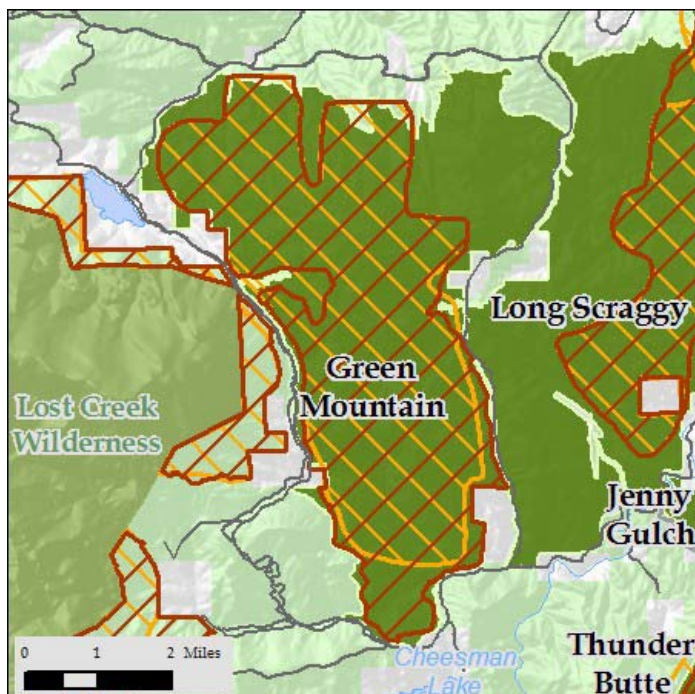 Long Scraggy
Green
Mountain
Lost Creek
Wilderness
Jenny
Gulch
Thunder
Butte
0 1 2 Miles
Cheesman
Lake